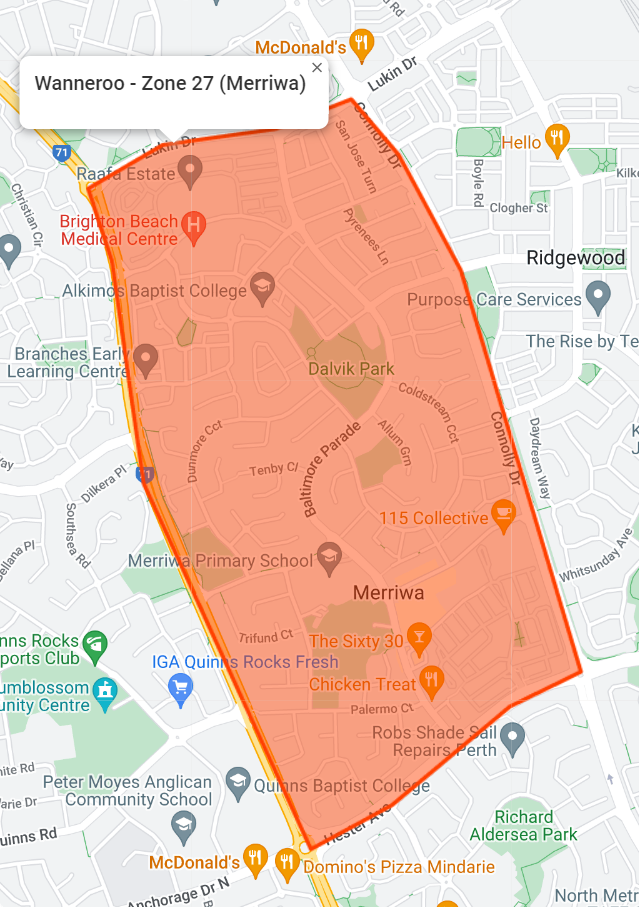 McDonald's
Rd
Lukin Dr
×
Wanneroo - Zone 27 (Merriwa)
Lukin Dr
Connolly Dr
San Jose Turn
Hello
71
Raafa Estate
Boyle Rd
Kilke
Christian Cir
Clogher St
Brighton Beach
Medical Centre
Pyrenees Ln
Ridgewood
Alkimos Baptist College
Purpose Care Services
The Rise by Te
Branches Early
Learning Centre
Dalvik Park
Coldstream Cct
Dunmore Cct
Allum Grn
Connolly Dr
Daydream Way
Baltimore Parade
Tenby Cl
Dilkera Pl
Southsea Rd
115 Collective
Whitsunday Ave
Merriwa Primary School
Merriwa
Trifund Ct
The Sixty 30
nns Rocks
ports Club
IGA Quinns Rocks Fresh
Chicken Treat
umblossom
unity Centre
Palermo Ct
Robs Shade Sail
Repairs Perth
Peter Moyes Anglican
Community School
Quinns Baptist College
Hester Ave
Richard
Aldersea Park
uinns Rd
McDonald's
Domino's Pizza Mindarie
Anchorage Dr N
North Metr